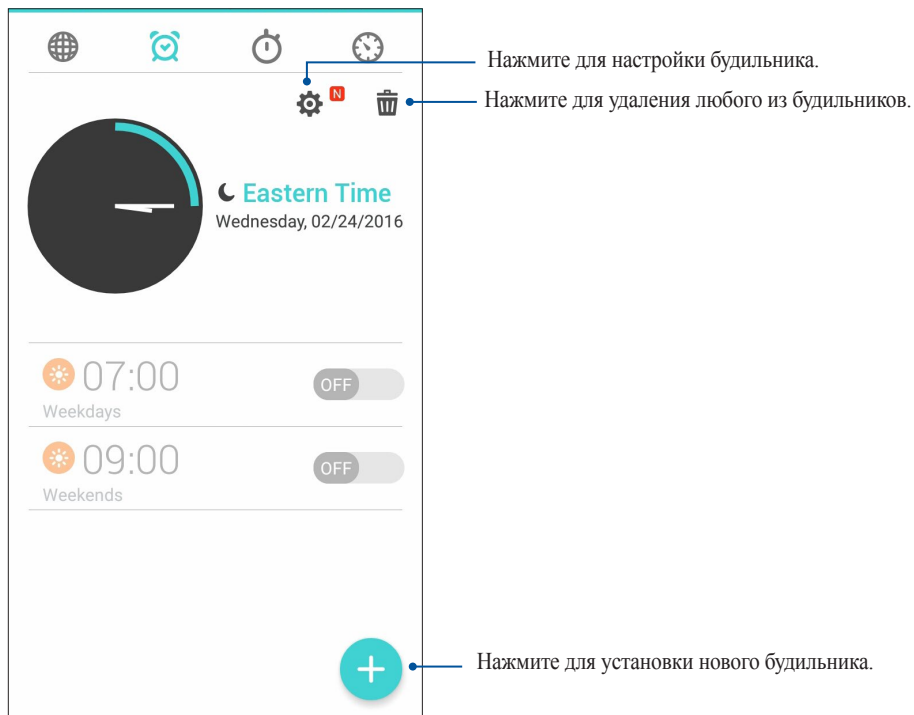 Нажмите для настройки будильника.
N
Нажмите для удаления любого из будильников.
Eastern Time
Wednesday, 02/24/2016
07:00
OFF
Weekdays
09:00
OFF
Weekends
Нажмите для установки нового будильника.